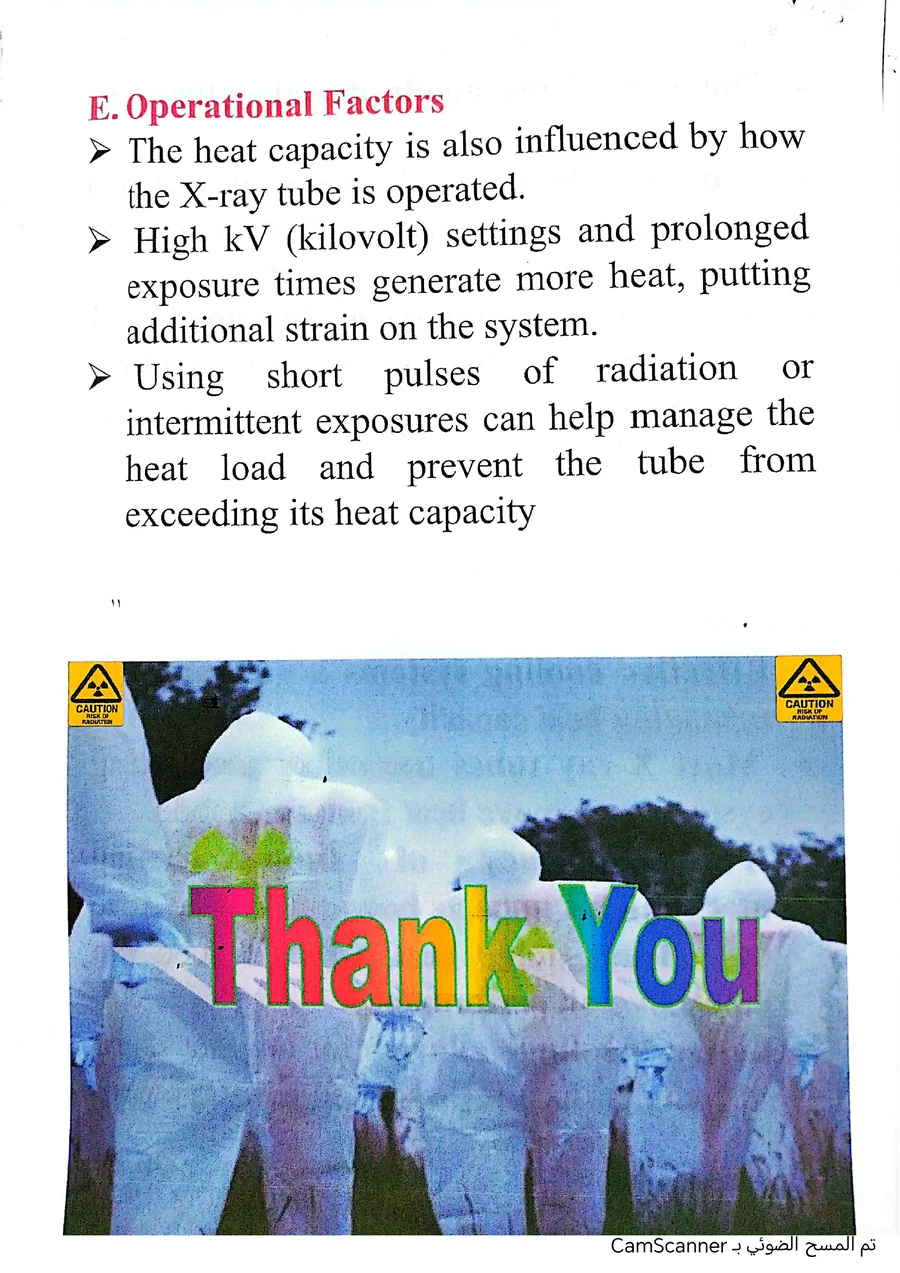 E. Operational Factors
➢ The heat capacity is also influenced by how
the X-ray tube is operated.
➢ High kV (kilovolt) settings and prolonged
exposure times generate more heat, putting
additional strain on the system.
➢ Using short pulses of radiation or
intermittent exposures can help manage the
heat load and prevent the tube from
exceeding its heat capacity
CAUTION
RISK OF
RADIATION
CAUTION
RISK OF
RADIATION
Thank You
تم المسح الضوئي بـ CamScanner